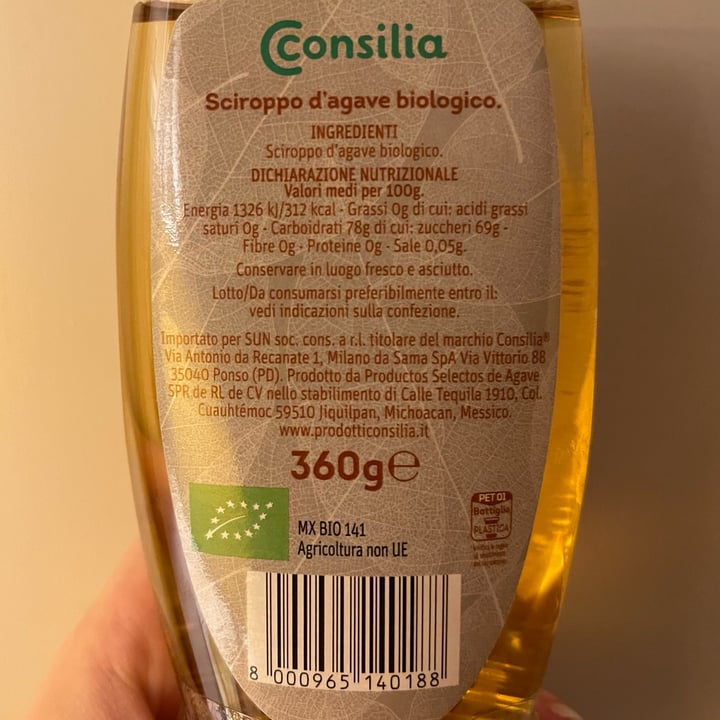 Consilia
Sciroppo d'agave biologico.
INGREDIENTI
Sciroppo d'agave biologico.
DICHIARAZIONE NUTRIZIONALE
Valori medi per 100g.
Energia 1326 kJ/312 kcal - Grassi 0g di cui: acidi grassi
saturi 0g - Carboidrati 78g di cui: zuccheri 69g -
Fibre 0g - Proteine 0g - Sale 0,05g.
Conservare in luogo fresco e asciutto.
Lotto/Da consumarsi preferibilmente entro il:
vedi indicazioni sulla confezione.
Importato per SUN soc. cons. a r.l. titolare del marchio Consilia®
Via Antonio da Recanate 1, Milano da Sama SpA Via Vittorio 88
35040 Ponso (PD). Prodotto da Productos Selectos de Agave
SPR de RL de CV nello stabilimento di Calle Tequila 1910, Col.
Cuauhtémoc 59510 Jiquilpan, Michoacan, Messico.
www.prodotticonsilia.it
360g℮
MX BIO 141
Agricoltura non UE
PET 01
Bottiglia
PLASTICA
8 000965 140188